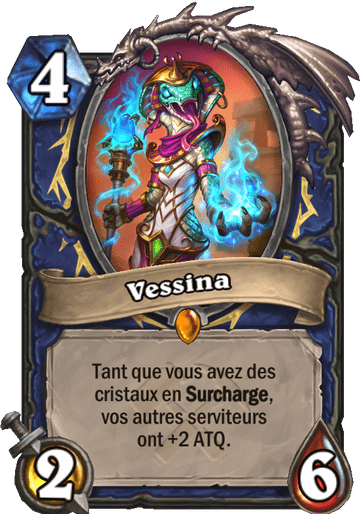 4
Vessina
Tant que vous avez des
cristaux en Surcharge,
vos autres serviteurs
ont +2 ATQ.
2
6